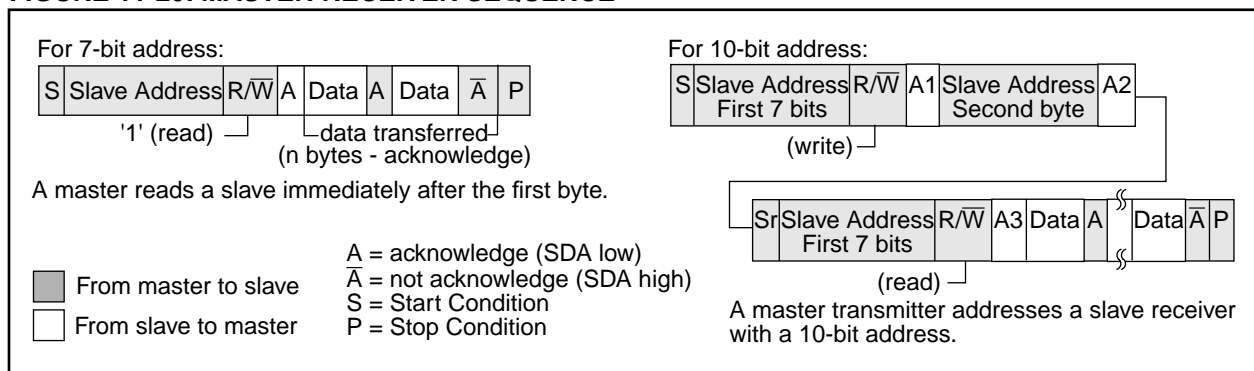 FIGURE 11-20: MASTER RECEIVER SEQUENCE
For 7-bit address:
S Slave Address R/W̅ A Data A Data A̅ P
'1' (read)
data transferred
(n bytes - acknowledge)
A master reads a slave immediately after the first byte.
From master to slave
From slave to master
A = acknowledge (SDA low)
A̅ = not acknowledge (SDA high)
S = Start Condition
P = Stop Condition
For 10-bit address:
S Slave Address First 7 bits R/W̅ A1 Slave Address Second byte A2
(write)
Sr Slave Address First 7 bits R/W̅ A3 Data A Data A̅ P
(read)
A master transmitter addresses a slave receiver
with a 10-bit address.